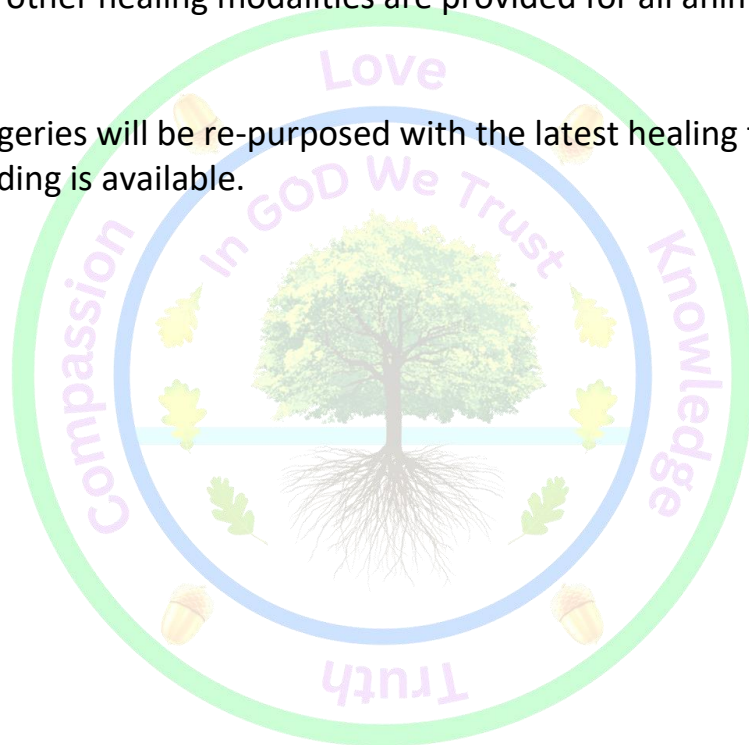 other healing modalities are provided for all anim
Love
geries will be re-purposed with the latest healing
ding is available.
In GOD We Trust
Compassion
Knowledge
Truth